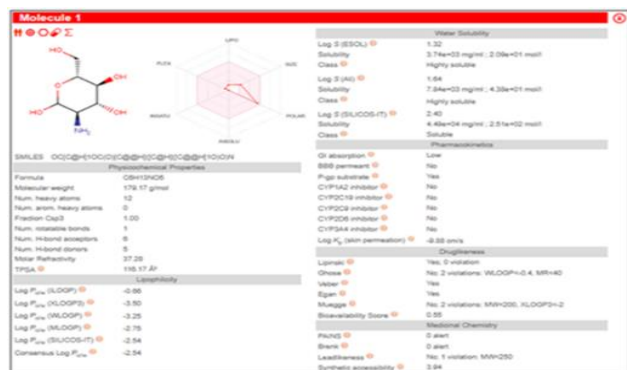 Molecule 1
LIPO
FLEX
SIZE
INSATU
POLAR
INSOLU
HO
OH
HO
OH
NH₂
SMILES OC[C@H]1OC(O)[C@@H]([C@H]([C@@H]1O)O)N
Physicochemical Properties
Formula C6H13NO5
Molecular weight 179.17 g/mol
Num. heavy atoms 12
Num. arom. heavy atoms 0
Fraction Csp3 1.00
Num. rotatable bonds 1
Num. H-bond acceptors 6
Num. H-bond donors 5
Molar Refractivity 37.28
TPSA 116.17 Å²
Lipophilicity
Log Po/w (iLOGP) -0.66
Log Po/w (XLOGP3) -3.50
Log Po/w (WLOGP) -3.25
Log Po/w (MLOGP) -2.75
Log Po/w (SILICOS-IT) -2.54
Consensus Log Po/w -2.54
Water Solubility
Log S (ESOL) 1.32
Solubility 3.74e+03 mg/ml ; 2.09e+01 mol/l
Class Highly soluble
Log S (Ali) 1.64
Solubility 7.84e+03 mg/ml ; 4.38e+01 mol/l
Class Highly soluble
Log S (SILICOS-IT) 2.40
Solubility 4.49e+04 mg/ml ; 2.51e+02 mol/l
Class Soluble
Pharmacokinetics
GI absorption Low
BBB permeant No
P-gp substrate Yes
CYP1A2 inhibitor No
CYP2C19 inhibitor No
CYP2C9 inhibitor No
CYP2D6 inhibitor No
CYP3A4 inhibitor No
Log Kp (skin permeation) -9.88 cm/s
Druglikeness
Lipinski Yes; 0 violation
Ghose No; 2 violations: WLOGP<-0.4, MR<40
Veber Yes
Egan Yes
Muegge No; 2 violations: MW<200, XLOGP3<-2
Bioavailability Score 0.55
Medicinal Chemistry
PAINS 0 alert
Brenk 0 alert
Leadlikeness No; 1 violation: MW<250
Synthetic accessibility 3.84